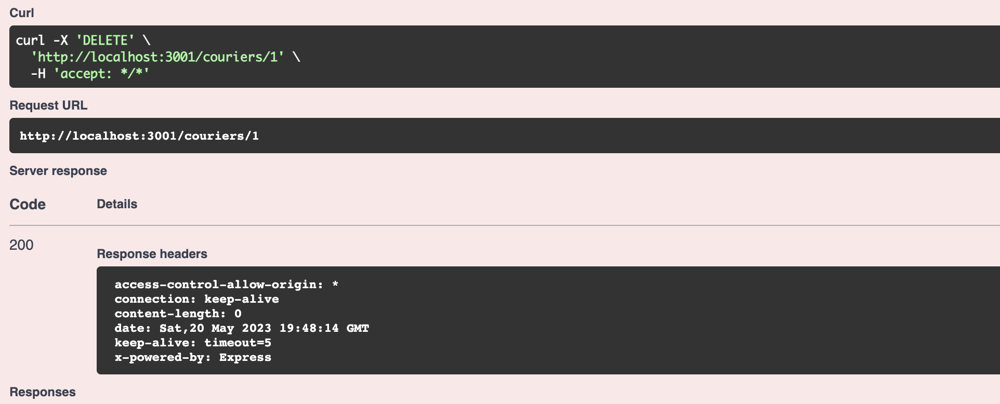 Curl
curl -X 'DELETE' \
'http://localhost:3001/couriers/1' \
-H 'accept: */*'
Request URL
http://localhost:3001/couriers/1
Server response
Code Details
200
Response headers
access-control-allow-origin: *
connection: keep-alive
content-length: 0
date: Sat,20 May 2023 19:48:14 GMT
keep-alive: timeout=5
x-powered-by: Express
Responses